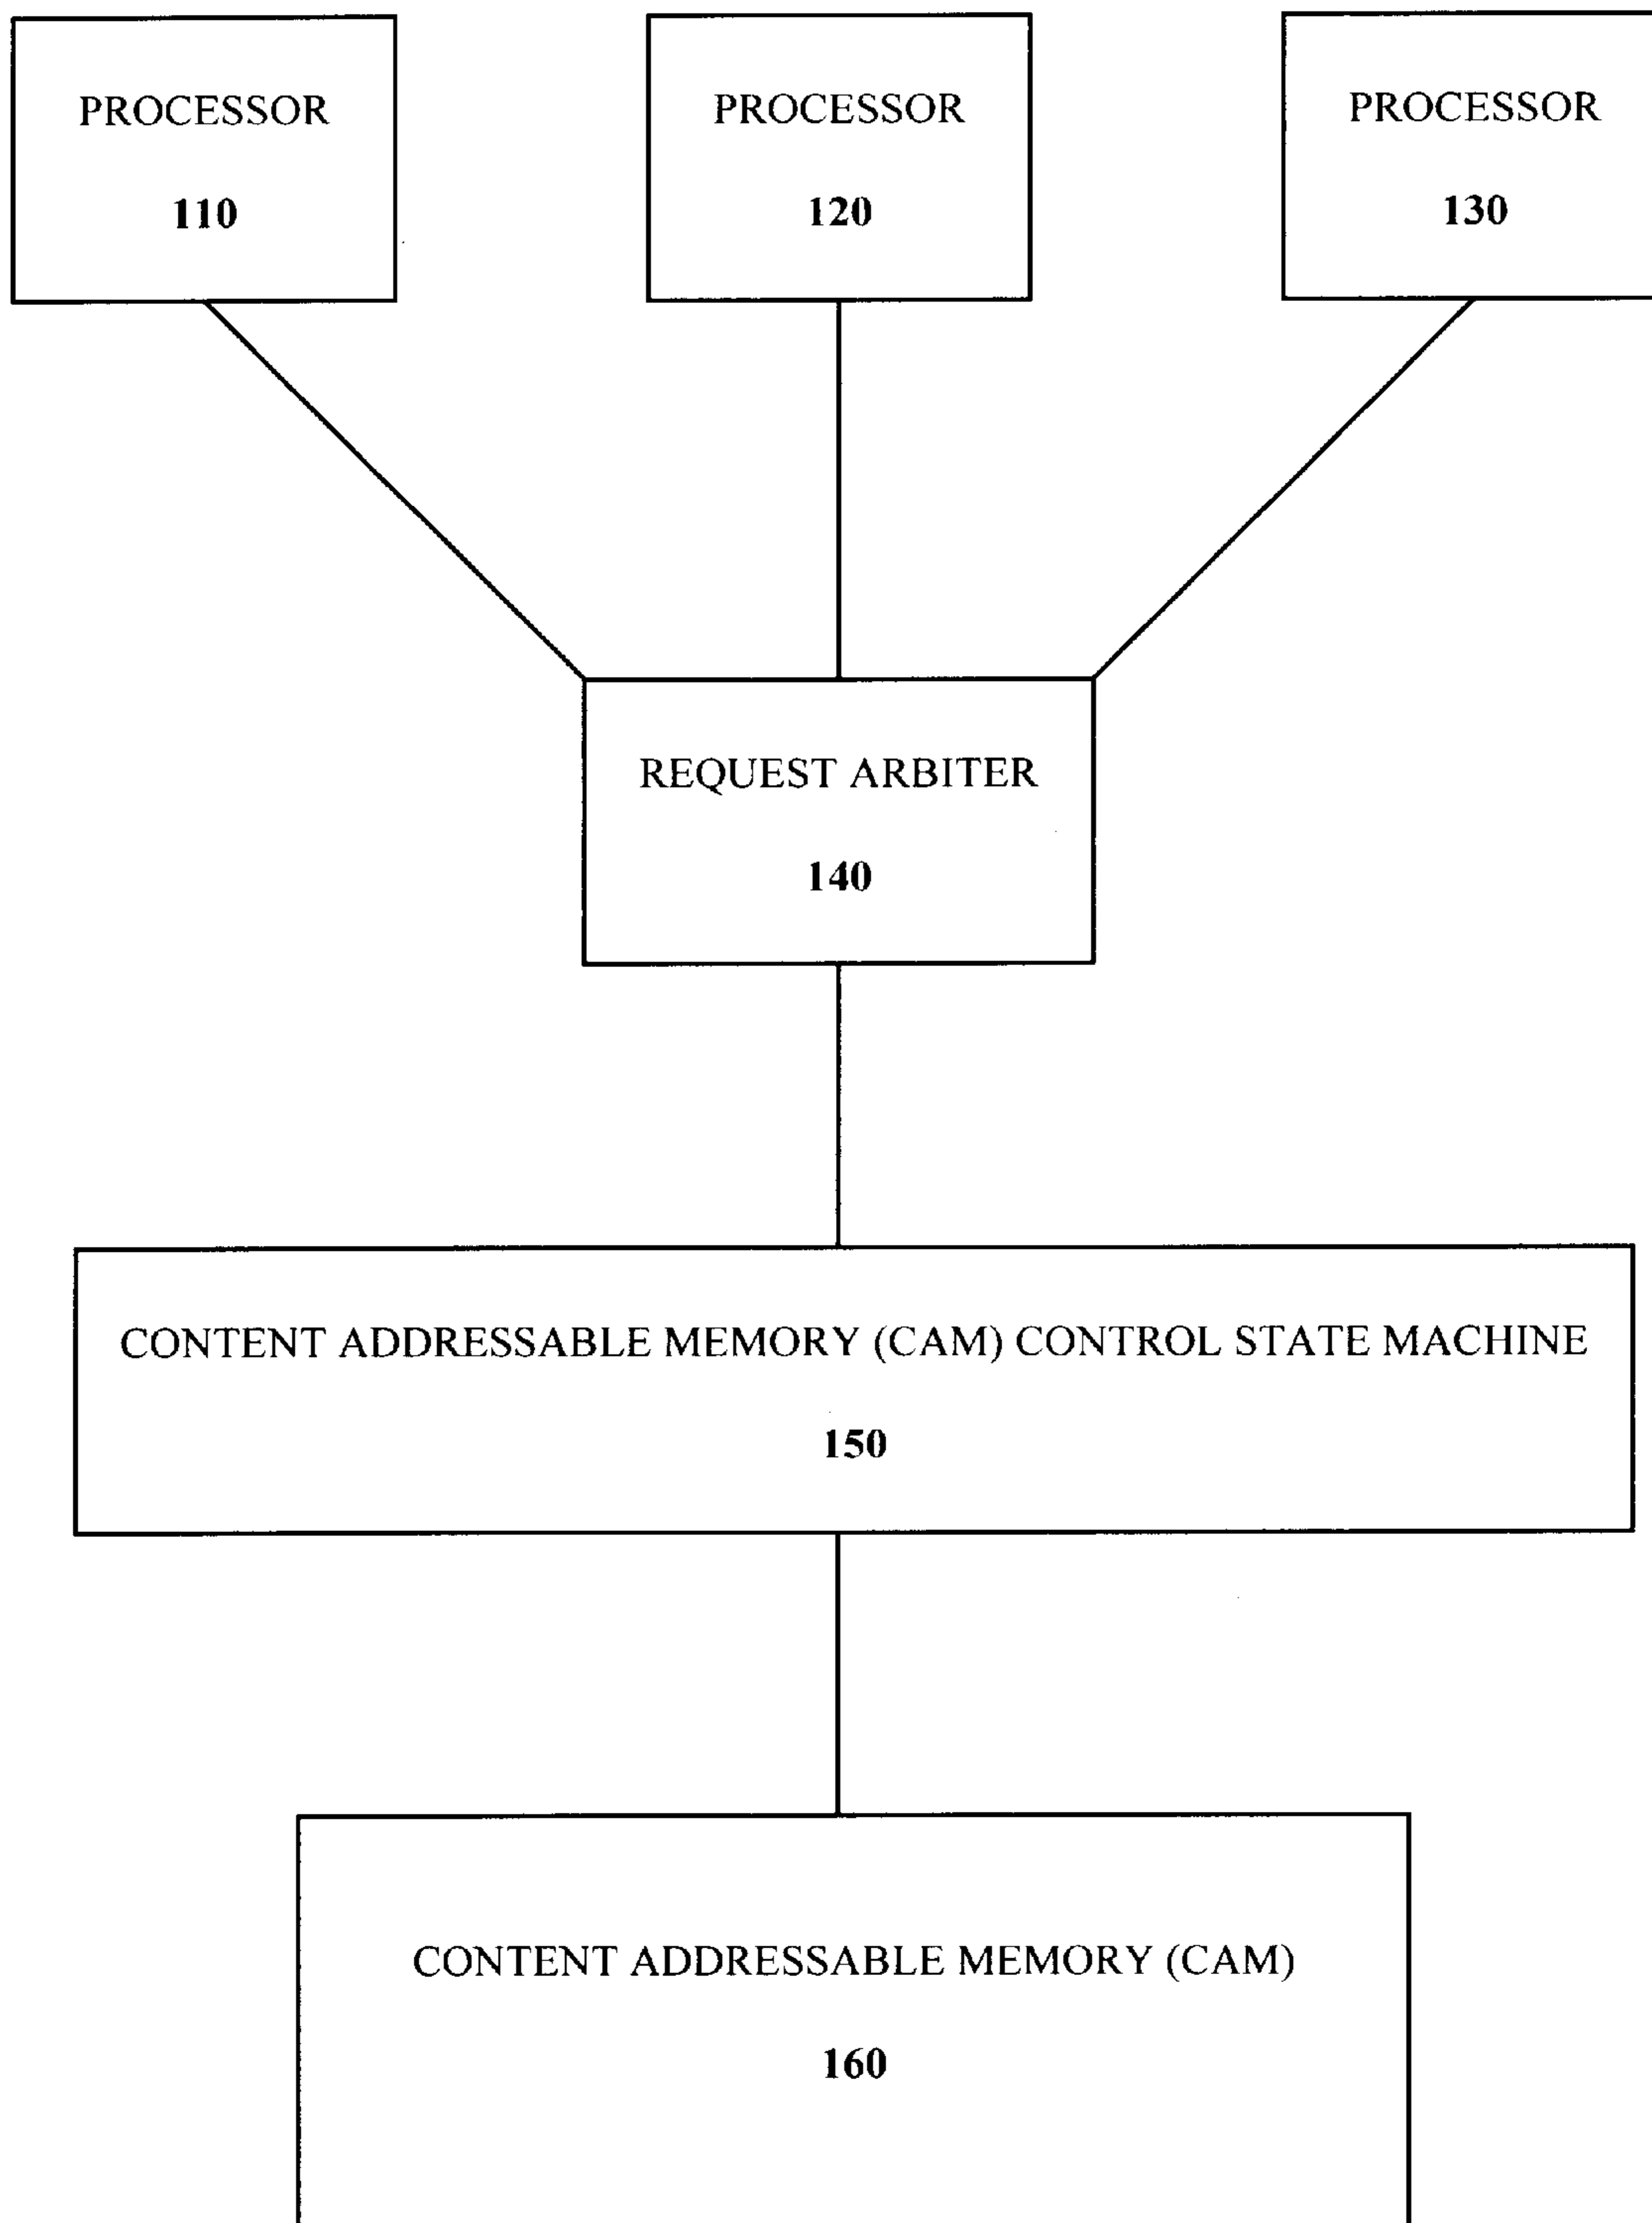 PROCESSOR
110
PROCESSOR
120
PROCESSOR
130
REQUEST ARBITER
140
CONTENT ADDRESSABLE MEMORY (CAM) CONTROL STATE MACHINE
150
CONTENT ADDRESSABLE MEMORY (CAM)
160